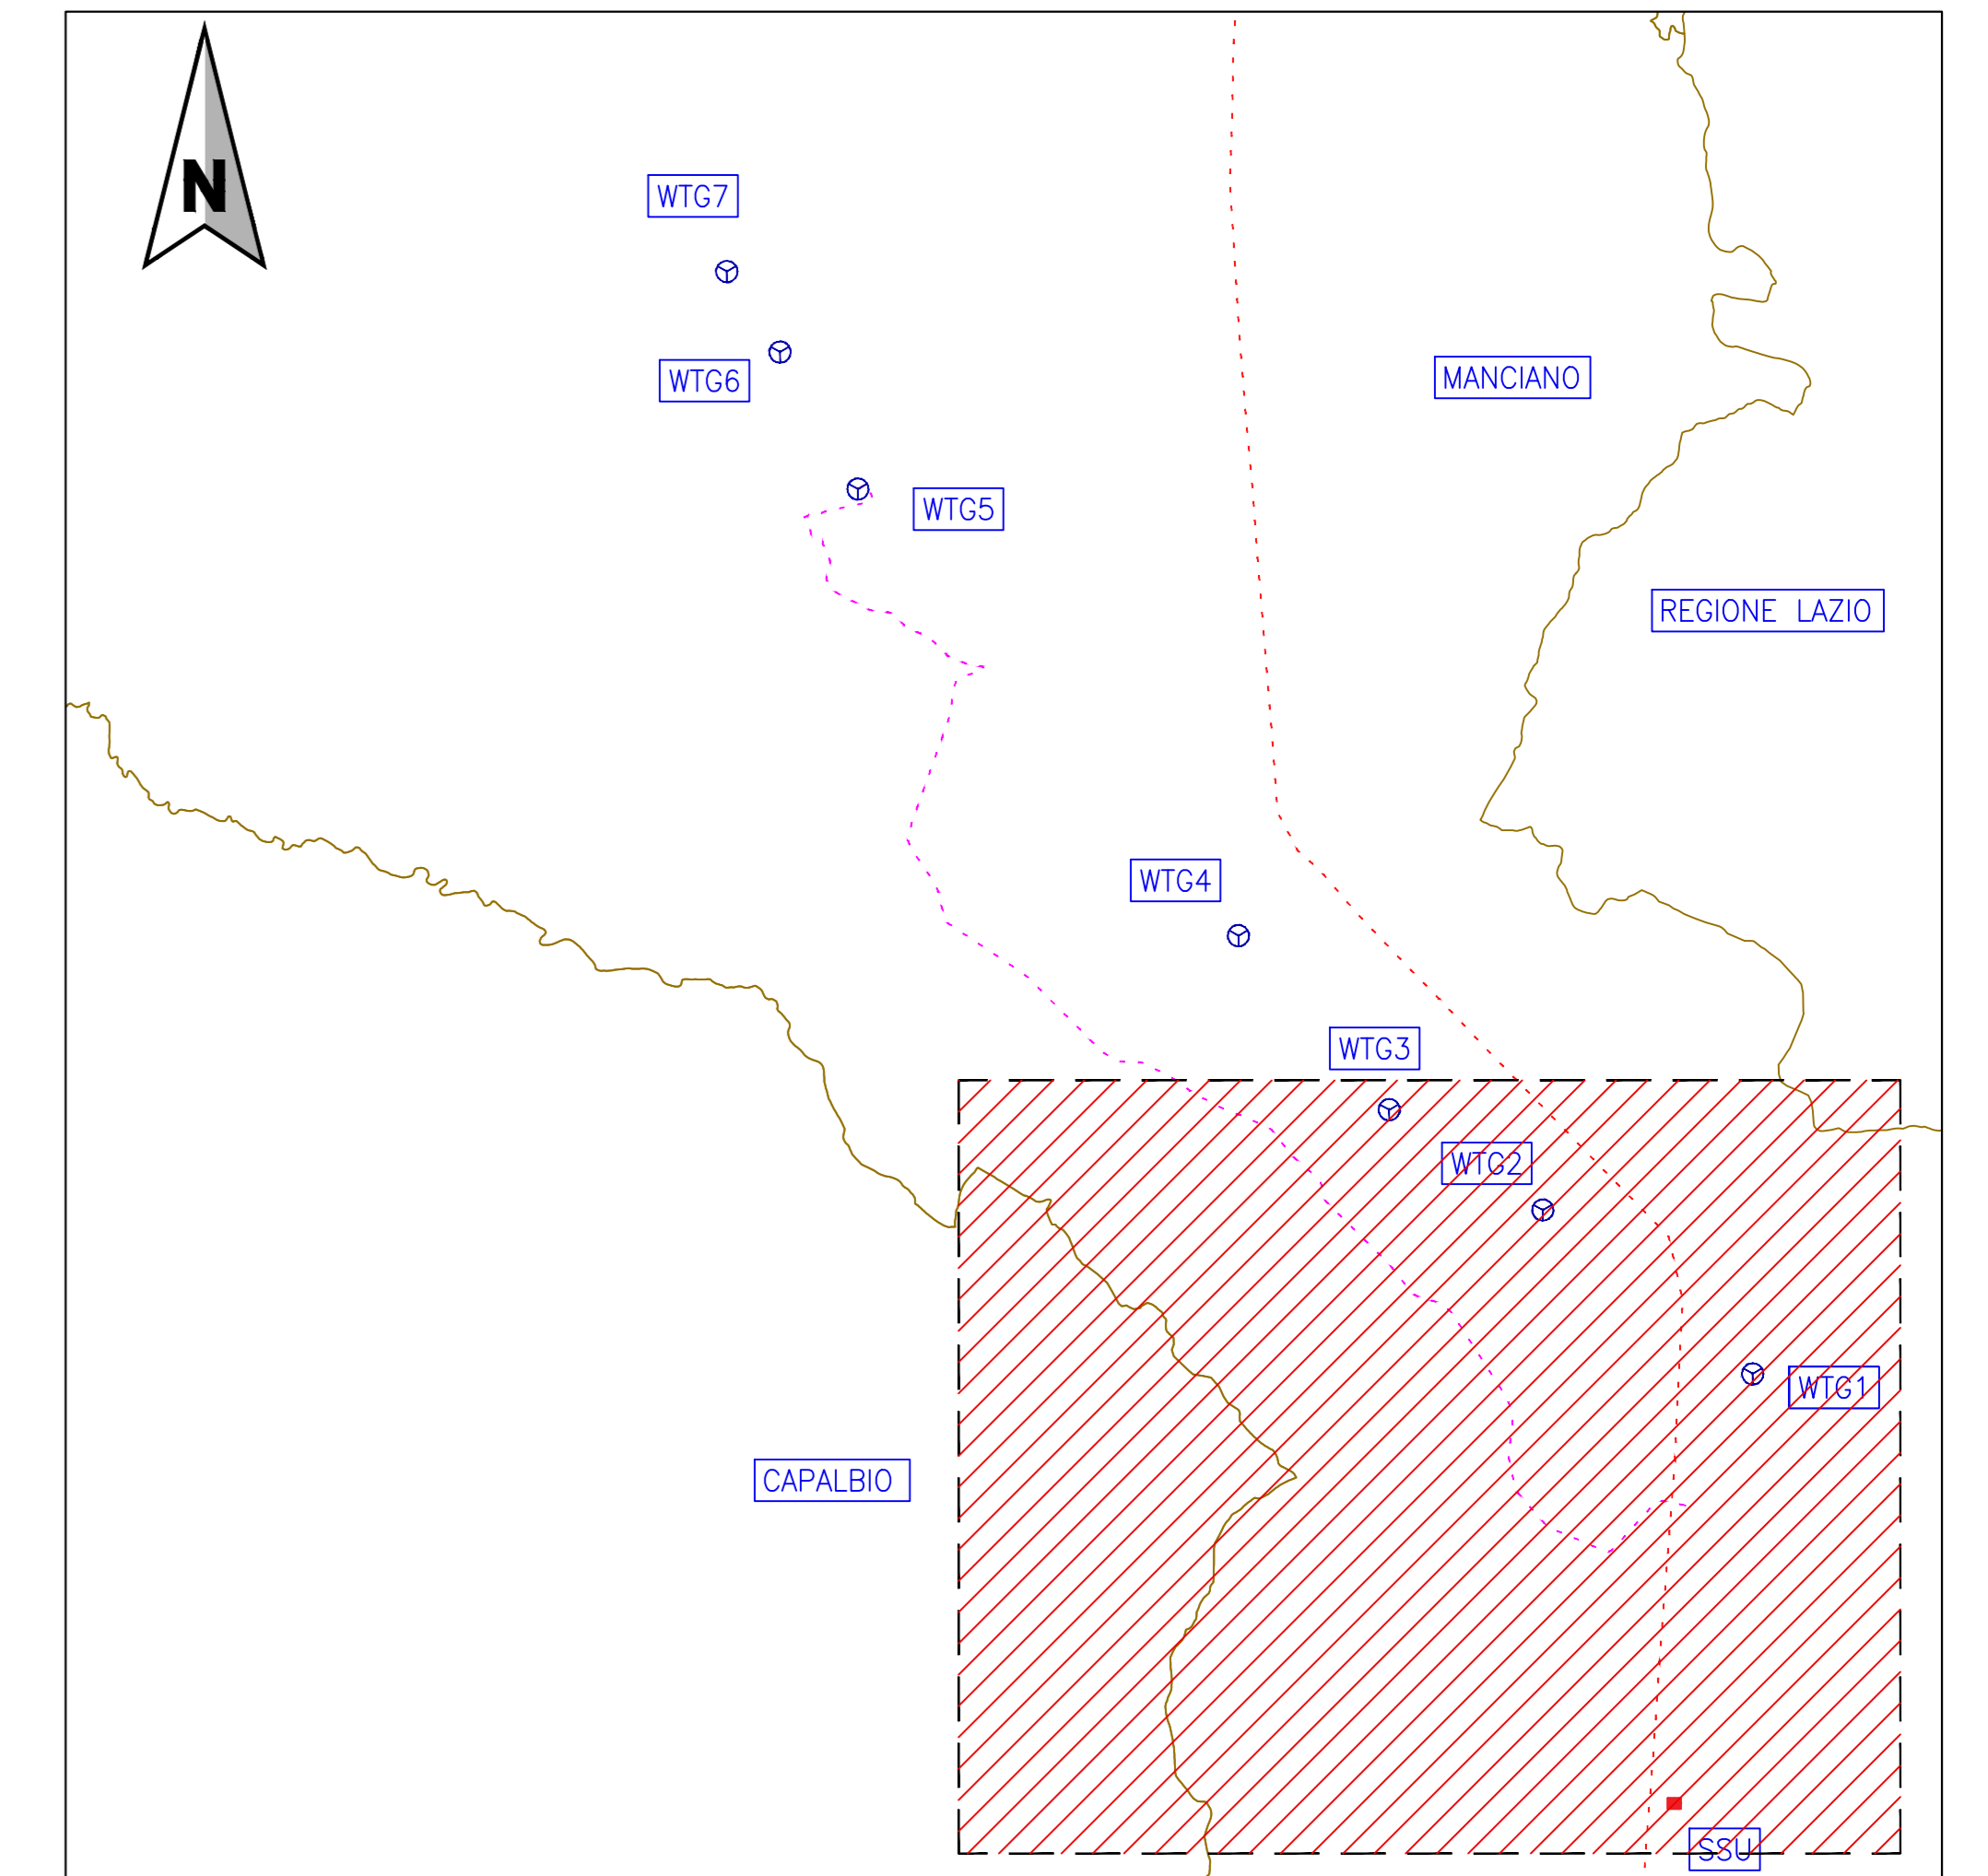 N
WTG7
WTG6
MANCIANO
WTG5
REGIONE LAZIO
WTG4
WTG3
WTG2
WTG1
CAPALBIO
SSU